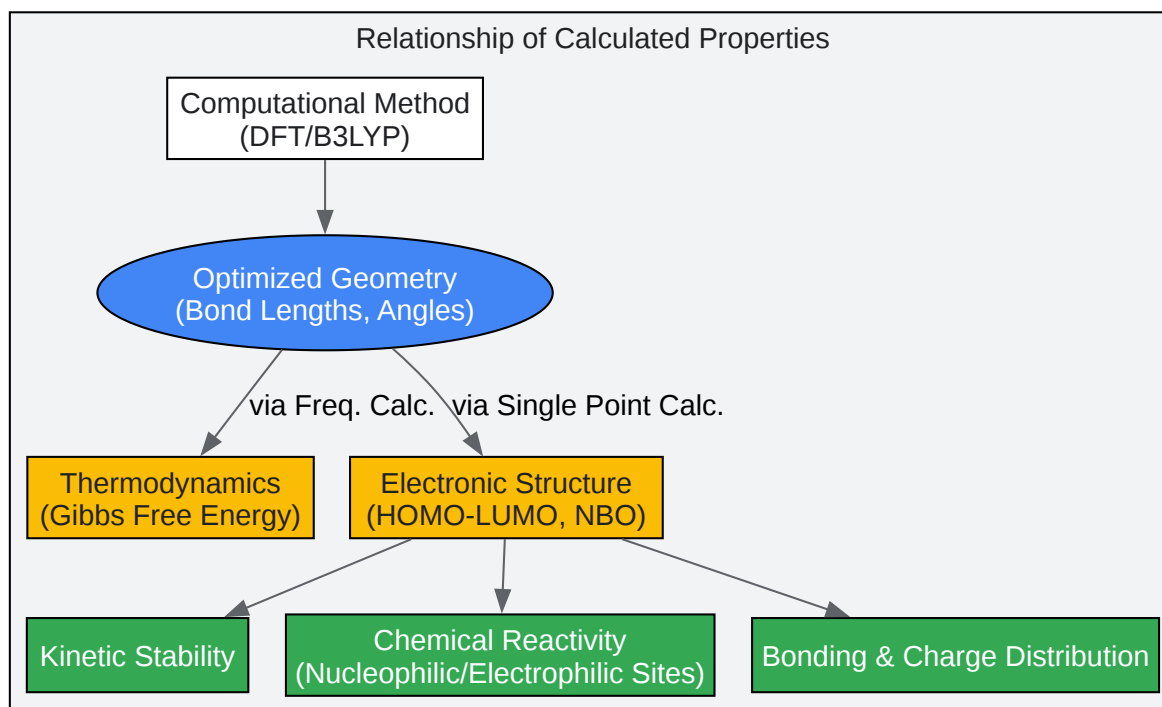 Relationship of Calculated Properties
Computational Method
(DFT/B3LYP)
Optimized Geometry
(Bond Lengths, Angles)
via Freq. Calc.
via Single Point Calc.
Thermodynamics
(Gibbs Free Energy)
Electronic Structure
(HOMO-LUMO, NBO)
Kinetic Stability
Chemical Reactivity
(Nucleophilic/Electrophilic Sites)
Bonding & Charge Distribution